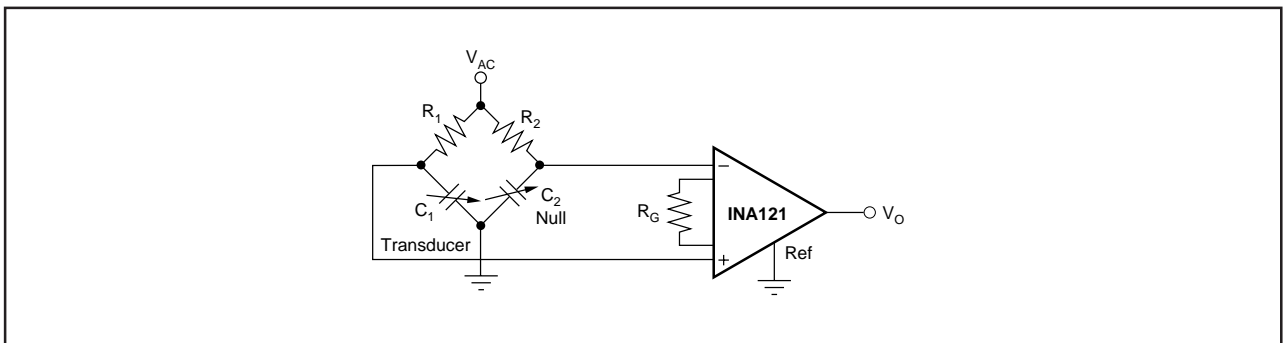 V_AC
R_1
R_2
C_1
C_2
Null
Transducer
R_G
−
+
INA121
Ref
V_O